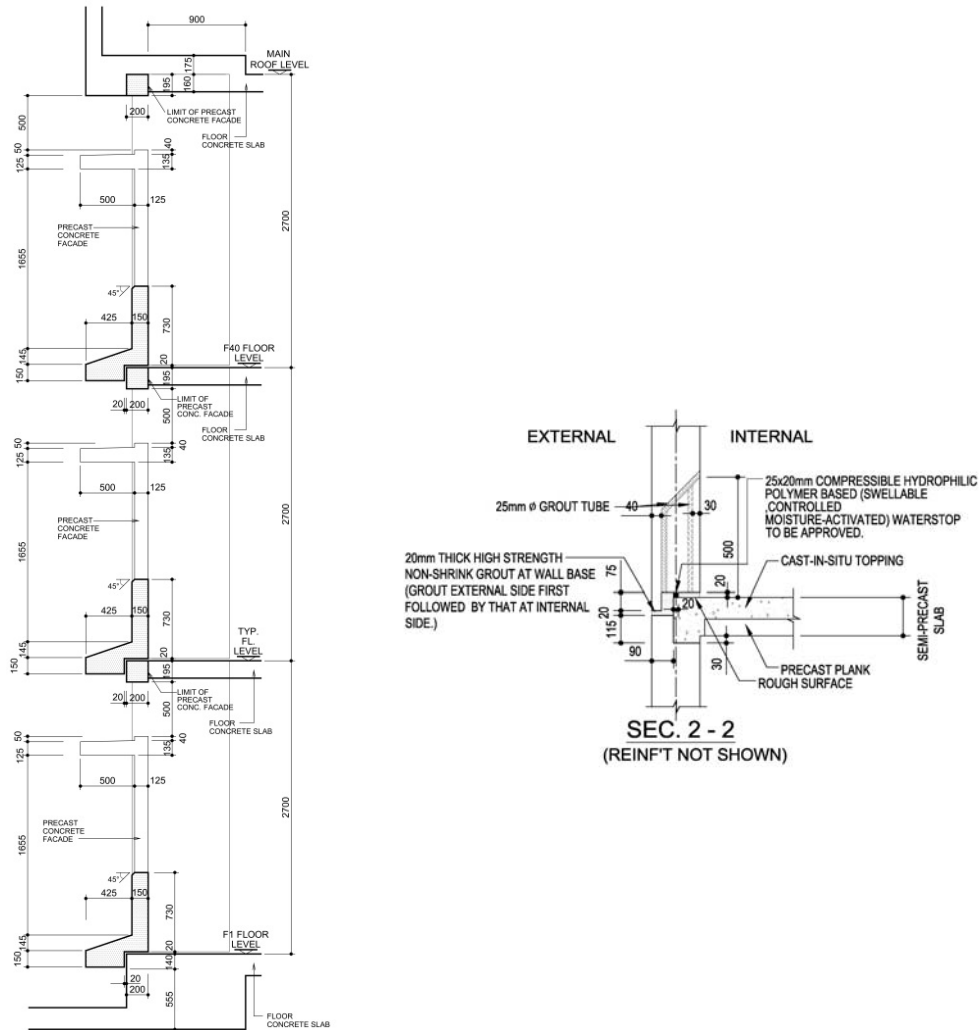 900
MAIN
ROOF LEVEL
175
160
195
200
LIMIT OF PRECAST
CONCRETE FACADE
FLOOR
CONCRETE SLAB
500
50
125
40
135
500
125
PRECAST
CONCRETE
FACADE
1655
2700
45°
425
150
730
F40 FLOOR
LEVEL
145
150
20
195
20
200
LIMIT OF
PRECAST
CONC. FACADE
500
FLOOR
CONCRETE SLAB
50
125
40
135
500
125
PRECAST
CONCRETE
FACADE
1655
2700
45°
425
150
730
TYP.
FL.
LEVEL
145
150
20
195
20
200
LIMIT OF
PRECAST
CONC. FACADE
500
FLOOR
CONCRETE SLAB
50
125
40
135
500
125
PRECAST
CONCRETE
FACADE
1655
2700
45°
425
150
730
F1 FLOOR
LEVEL
145
150
20
140
20
200
555
FLOOR
CONCRETE SLAB
EXTERNAL
INTERNAL
25mm ø GROUT TUBE
40
30
25x20mm COMPRESSIBLE HYDROPHILIC
POLYMER BASED (SWELLABLE
,CONTROLLED
MOISTURE-ACTIVATED) WATERSTOP
TO BE APPROVED.
500
20mm THICK HIGH STRENGTH
NON-SHRINK GROUT AT WALL BASE
(GROUT EXTERNAL SIDE FIRST
FOLLOWED BY THAT AT INTERNAL
SIDE.)
75
20
115
20
20
CAST-IN-SITU TOPPING
SEMI-PRECAST
SLAB
90
30
PRECAST PLANK
ROUGH SURFACE
SEC. 2 - 2
(REINF'T NOT SHOWN)